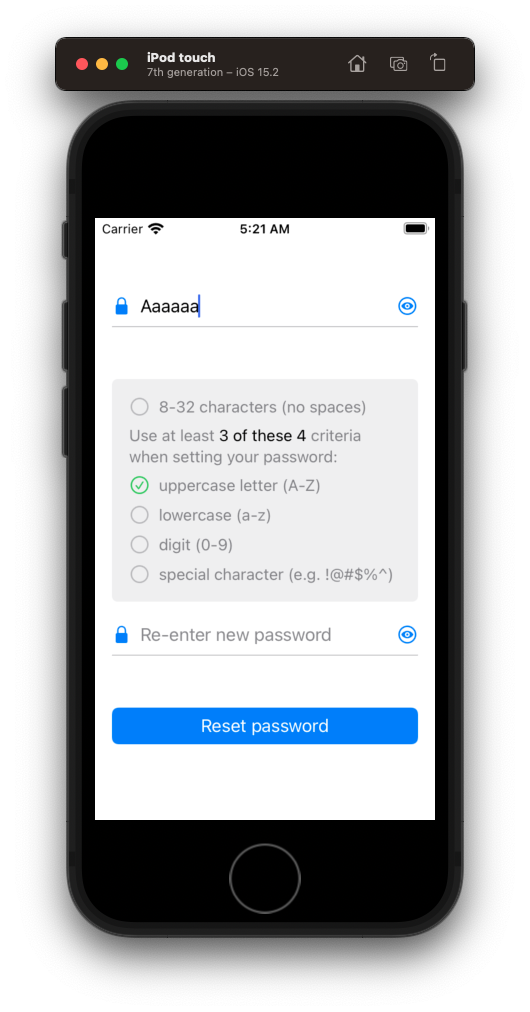 iPod touch
7th generation – iOS 15.2
Carrier 5:21 AM
Aaaaaa
8-32 characters (no spaces)
Use at least 3 of these 4 criteria
when setting your password:
uppercase letter (A-Z)
lowercase (a-z)
digit (0-9)
special character (e.g. !@#$%^)
Re-enter new password
Reset password